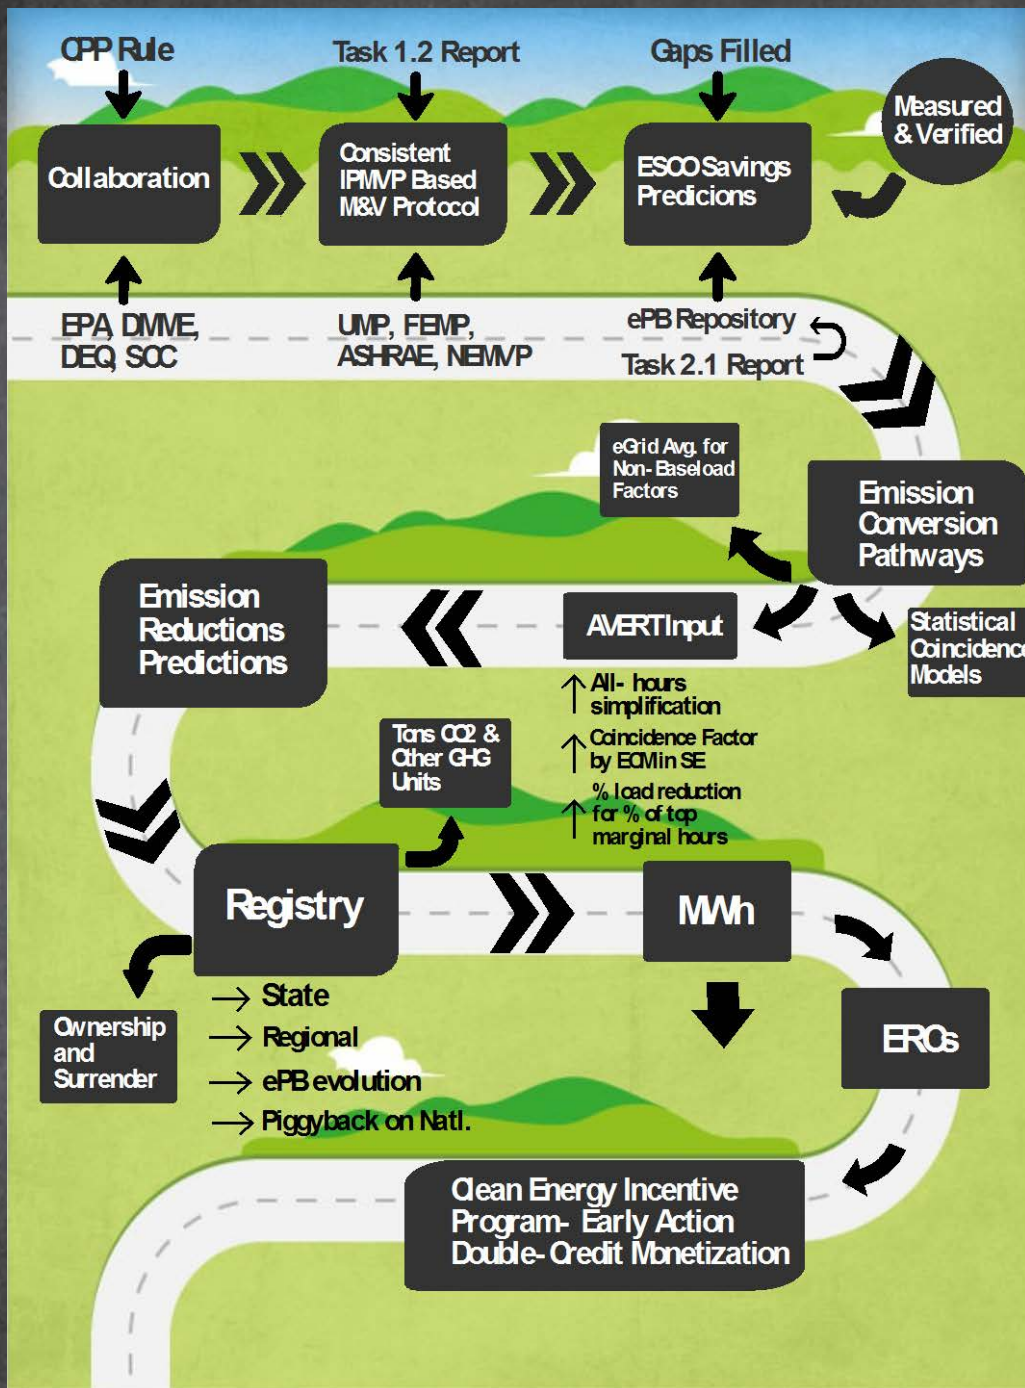 CPP Rule
Task 1.2 Report
Gaps Filled
Measured
& Verified
Collaboration
Consistent
IPMVP Based
M&V Protocol
ESCO Savings
Predicions
EPA, DMME,
DEQ, SCC
UMP, FEMP,
ASHRAE, NEMVP
ePB Repository
Task 2.1 Report
eGrid Avg. for
Non-Baseload
Factors
Emission
Conversion
Pathways
Emission
Reductions
Predictions
AVERT Input
Statistical
Coincidence
Models
All-hours
simplification
Coincidence Factor
by ECM in SE
% load reduction
for % of top
marginal hours
Tons CO2 &
Other GHG
Units
Registry
MWh
State
Regional
ePB evolution
Piggyback on Natl.
Ownership
and
Surrender
ERCs
Clean Energy Incentive
Program- Early Action
Double-Credit Monetization